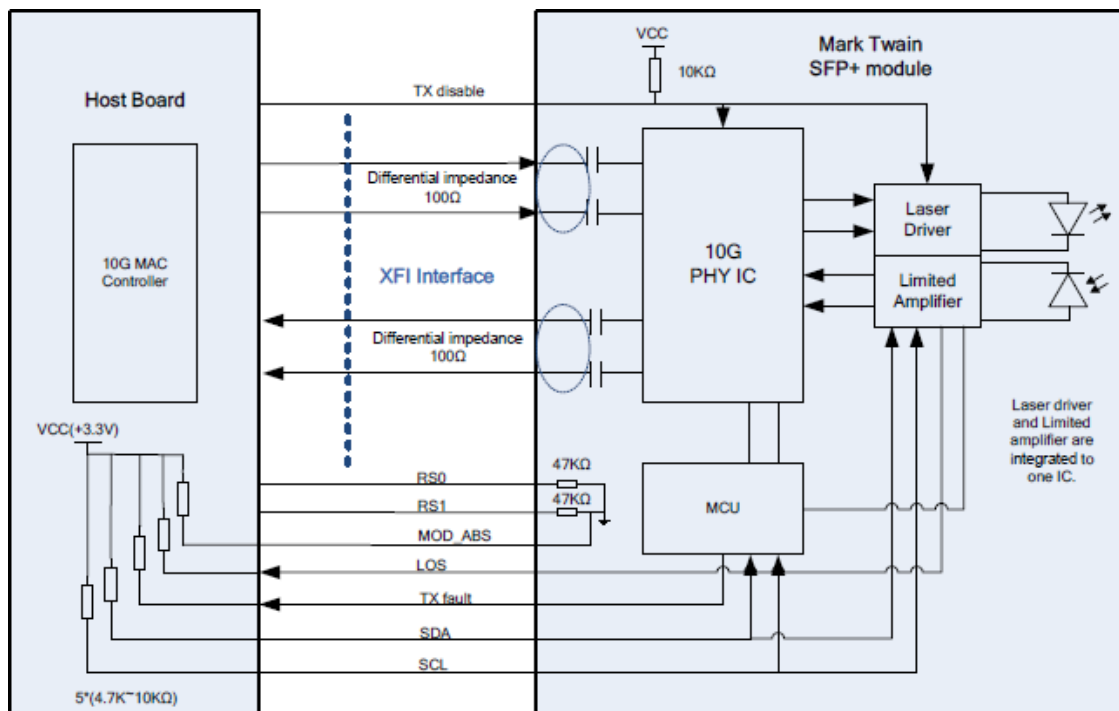 VCC
Mark Twain
SFP+ module
10KΩ
Host Board
TX disable
Differential impedance
100Ω
10G MAC
Controller
XFI Interface
10G
PHY IC
Laser
Driver
Limited
Amplifier
Differential impedance
100Ω
Laser driver
and Limited
amplifier are
integrated to
one IC.
VCC(+3.3V)
RS0
47KΩ
RS1
47KΩ
MCU
MOD_ABS
LOS
TX fault
SDA
SCL
5*(4.7K~10KΩ)